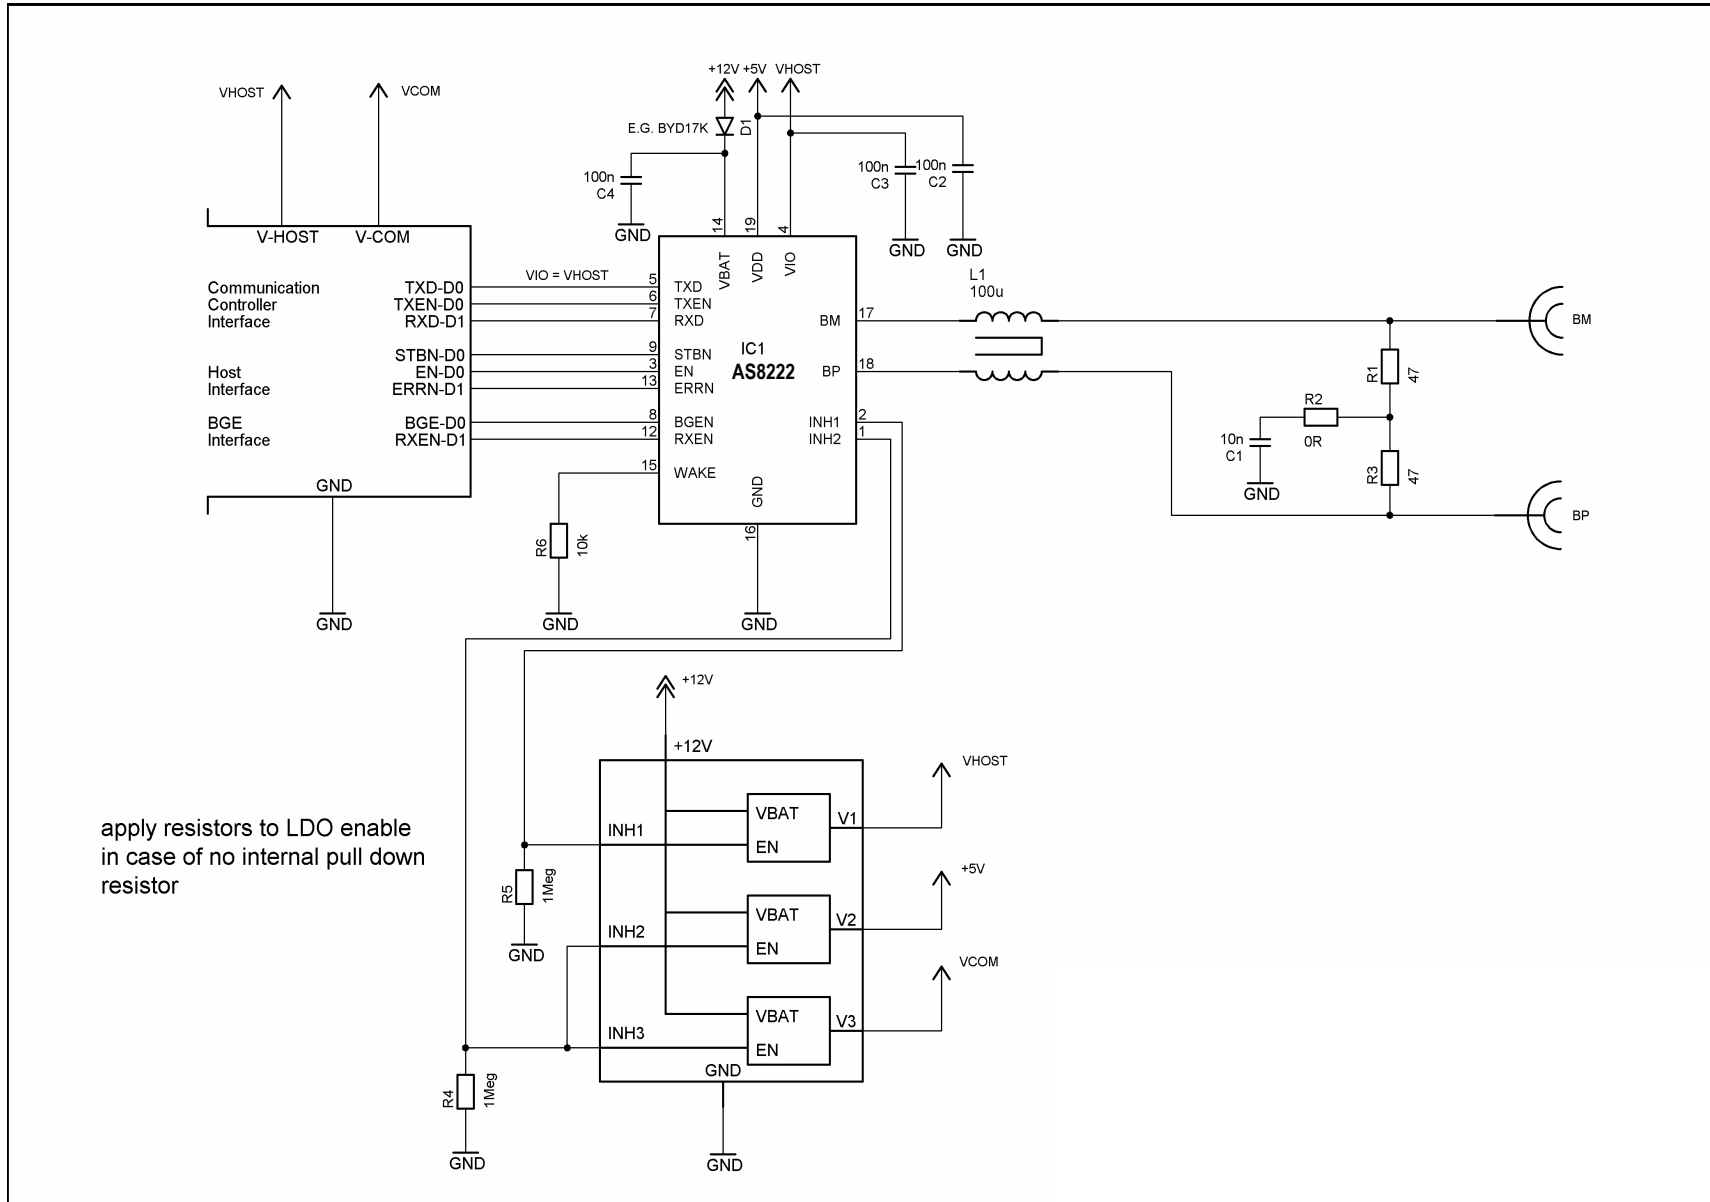 +12V +5V VHOST
VHOST
VCOM
E.G. BYD17K
D1
100n
C4
100n
C3
100n
C2
GND
GND
GND
14
19
4
V-HOST
V-COM
VBAT
VDD
VIO
VIO = VHOST
L1
100u
Communication
Controller
Interface
TXD-D0
TXEN-D0
RXD-D1
5
6
7
TXD
TXEN
RXD
BM
17
BM
STBN-D0
9
STBN
IC1
AS8222
Host
Interface
EN-D0
ERRN-D1
3
13
EN
ERRN
BP
18
R1
47
R2
0R
10n
C1
GND
R3
47
BP
BGE
Interface
BGE-D0
RXEN-D1
8
12
BGEN
RXEN
INH1
INH2
2
1
15
WAKE
GND
GND
16
R6
10k
GND
GND
GND
+12V
+12V
VHOST
apply resistors to LDO enable
in case of no internal pull down
resistor
INH1
VBAT
EN
V1
R5
1Meg
GND
+5V
INH2
VBAT
EN
V2
VCOM
INH3
VBAT
EN
V3
GND
R4
1Meg
GND
GND